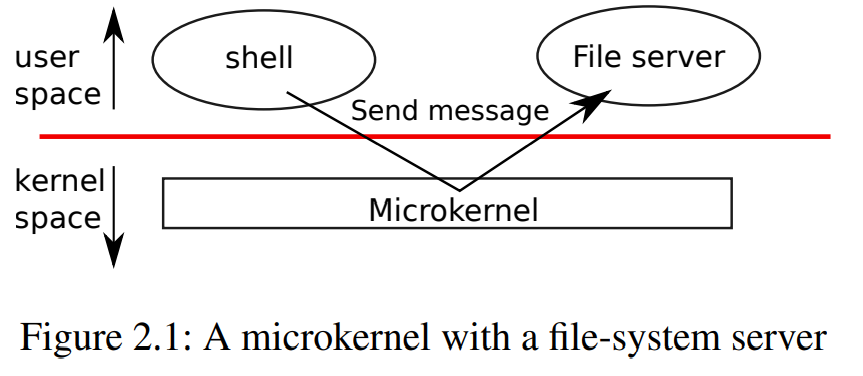 user
space
shell
File server
Send message
kernel
space
Microkernel
Figure 2.1: A microkernel with a file-system server